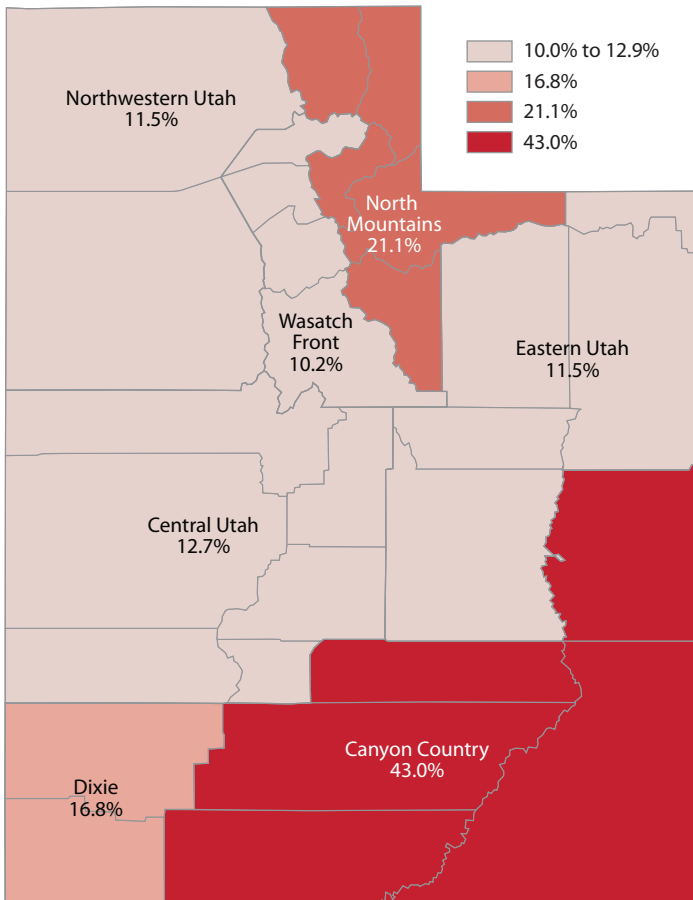 10.0% to 12.9%
16.8%
21.1%
43.0%
Northwestern Utah
11.5%
North
Mountains
21.1%
Wasatch
Front
10.2%
Eastern Utah
11.5%
Central Utah
12.7%
Canyon Country
43.0%
Dixie
16.8%